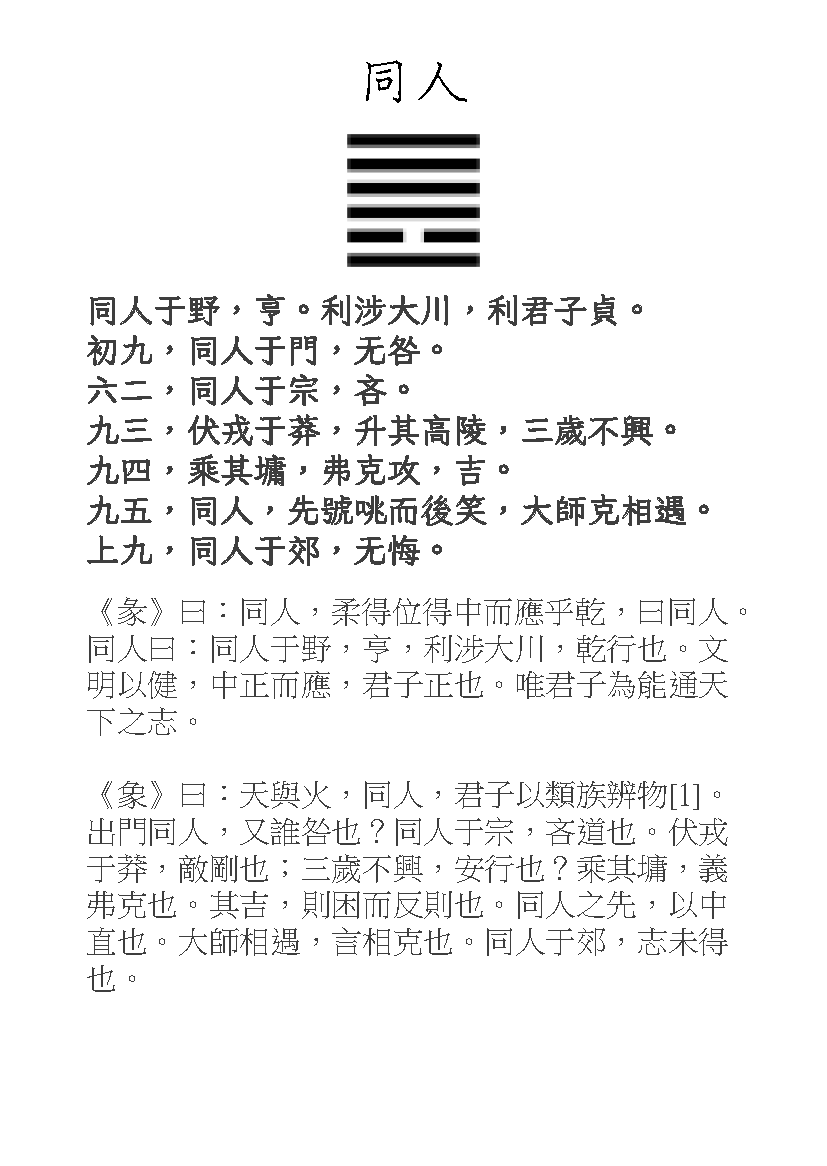 同人
同人于野，亨。利涉大川，利君子貞。
初九，同人于門，无咎。
六二，同人于宗，吝。
九三，伏戎于莽，升其高陵，三歲不興。
九四，乘其墉，弗克攻，吉。
九五，同人，先號咷而後笑，大師克相遇。
上九，同人于郊，无悔。
《彖》曰：同人，柔得位得中而應乎乾，曰同人。
同人曰：同人于野，亨，利涉大川，乾行也。文
明以健，中正而應，君子正也。唯君子為能通天
下之志。
《象》曰：天與火，同人，君子以類族辨物[1]。
出門同人，又誰咎也？同人于宗，吝道也。伏戎
于莽，敵剛也；三歲不興，安行也？乘其墉，義
弗克也。其吉，則困而反則也。同人之先，以中
直也。大師相遇，言相克也。同人于郊，志未得
也。